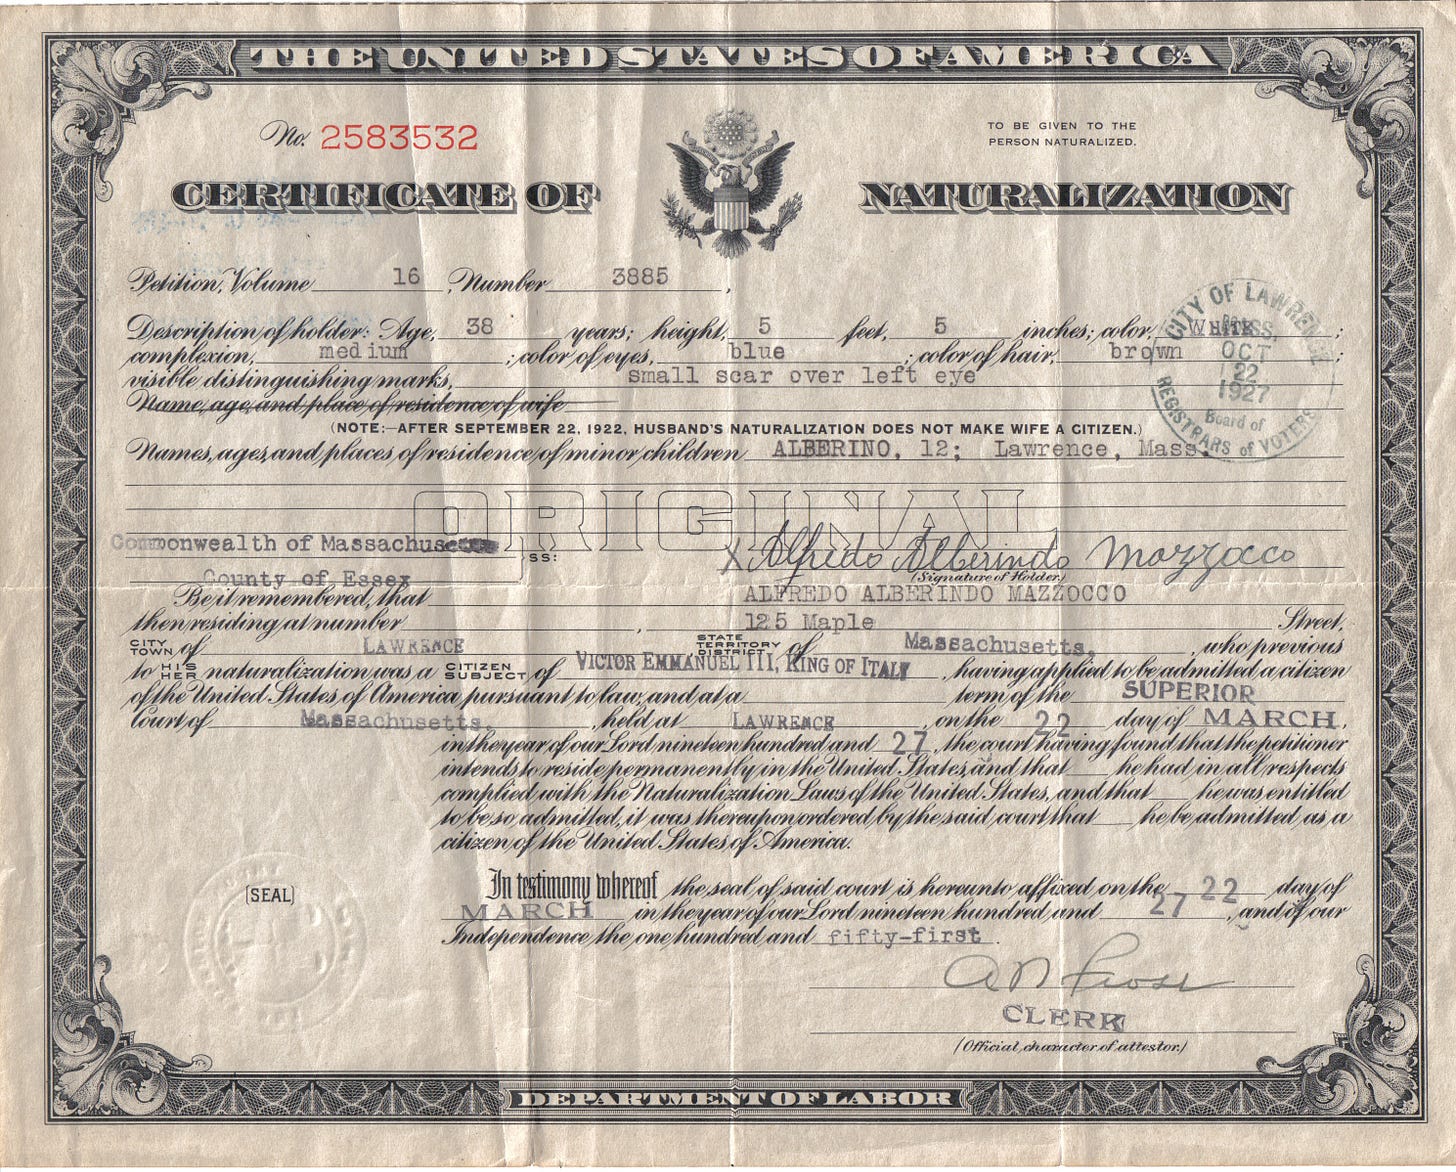 THE UNITED STATES OF AMERICA
No. 2583532
TO BE GIVEN TO THE
PERSON NATURALIZED.
CERTIFICATE OF NATURALIZATION
Petition, Volume 16, Number 3885,
Description of holder: Age, 38 years; height, 5 feet, 5 inches; color, WHITE;
complexion, medium; color of eyes, blue; color of hair, brown;
visible distinguishing marks, small scar over left eye
Name, age, and place of residence of wife
(NOTE:—AFTER SEPTEMBER 22, 1922, HUSBAND'S NATURALIZATION DOES NOT MAKE WIFE A CITIZEN.)
Names, ages, and places of residence of minor children ALBERINO, 12; Lawrence, Mass.
CITY OF LAWRENCE
MASS.
OCT
22
1927
Board of
REGISTRARS of VOTERS
ORIGINAL
Commonwealth of Massachus
SS:
County of Essex
X Alfredo Alberindo Mazzocco
(Signature of Holder)
Be it remembered, that ALFREDO ALBERINDO MAZZOCCO
then residing at number 125 Maple Street,
CITY TOWN of LAWRENCE, STATE TERRITORY DISTRICT of Massachusetts, who previous
to HIS HER naturalization was a CITIZEN SUBJECT of VICTOR EMMANUEL III, KING OF ITALY, having applied to be admitted a citizen
of the United States of America pursuant to law, and at a term of the SUPERIOR
Court of Massachusetts, held at LAWRENCE, on the 22 day of MARCH,
in the year of our Lord nineteen hundred and 27, the court having found that the petitioner
intends to reside permanently in the United States, and that he had in all respects
complied with the Naturalization Laws of the United States, and that he was entitled
to be so admitted, it was thereupon ordered by the said court that he be admitted as a
citizen of the United States of America.
(SEAL)
In testimony whereof the seal of said court is hereunto affixed on the 22 day of
MARCH in the year of our Lord nineteen hundred and 27, and of our
Independence the one hundred and fifty-first.
CLERK
(Official character of attestor.)
DEPARTMENT OF LABOR